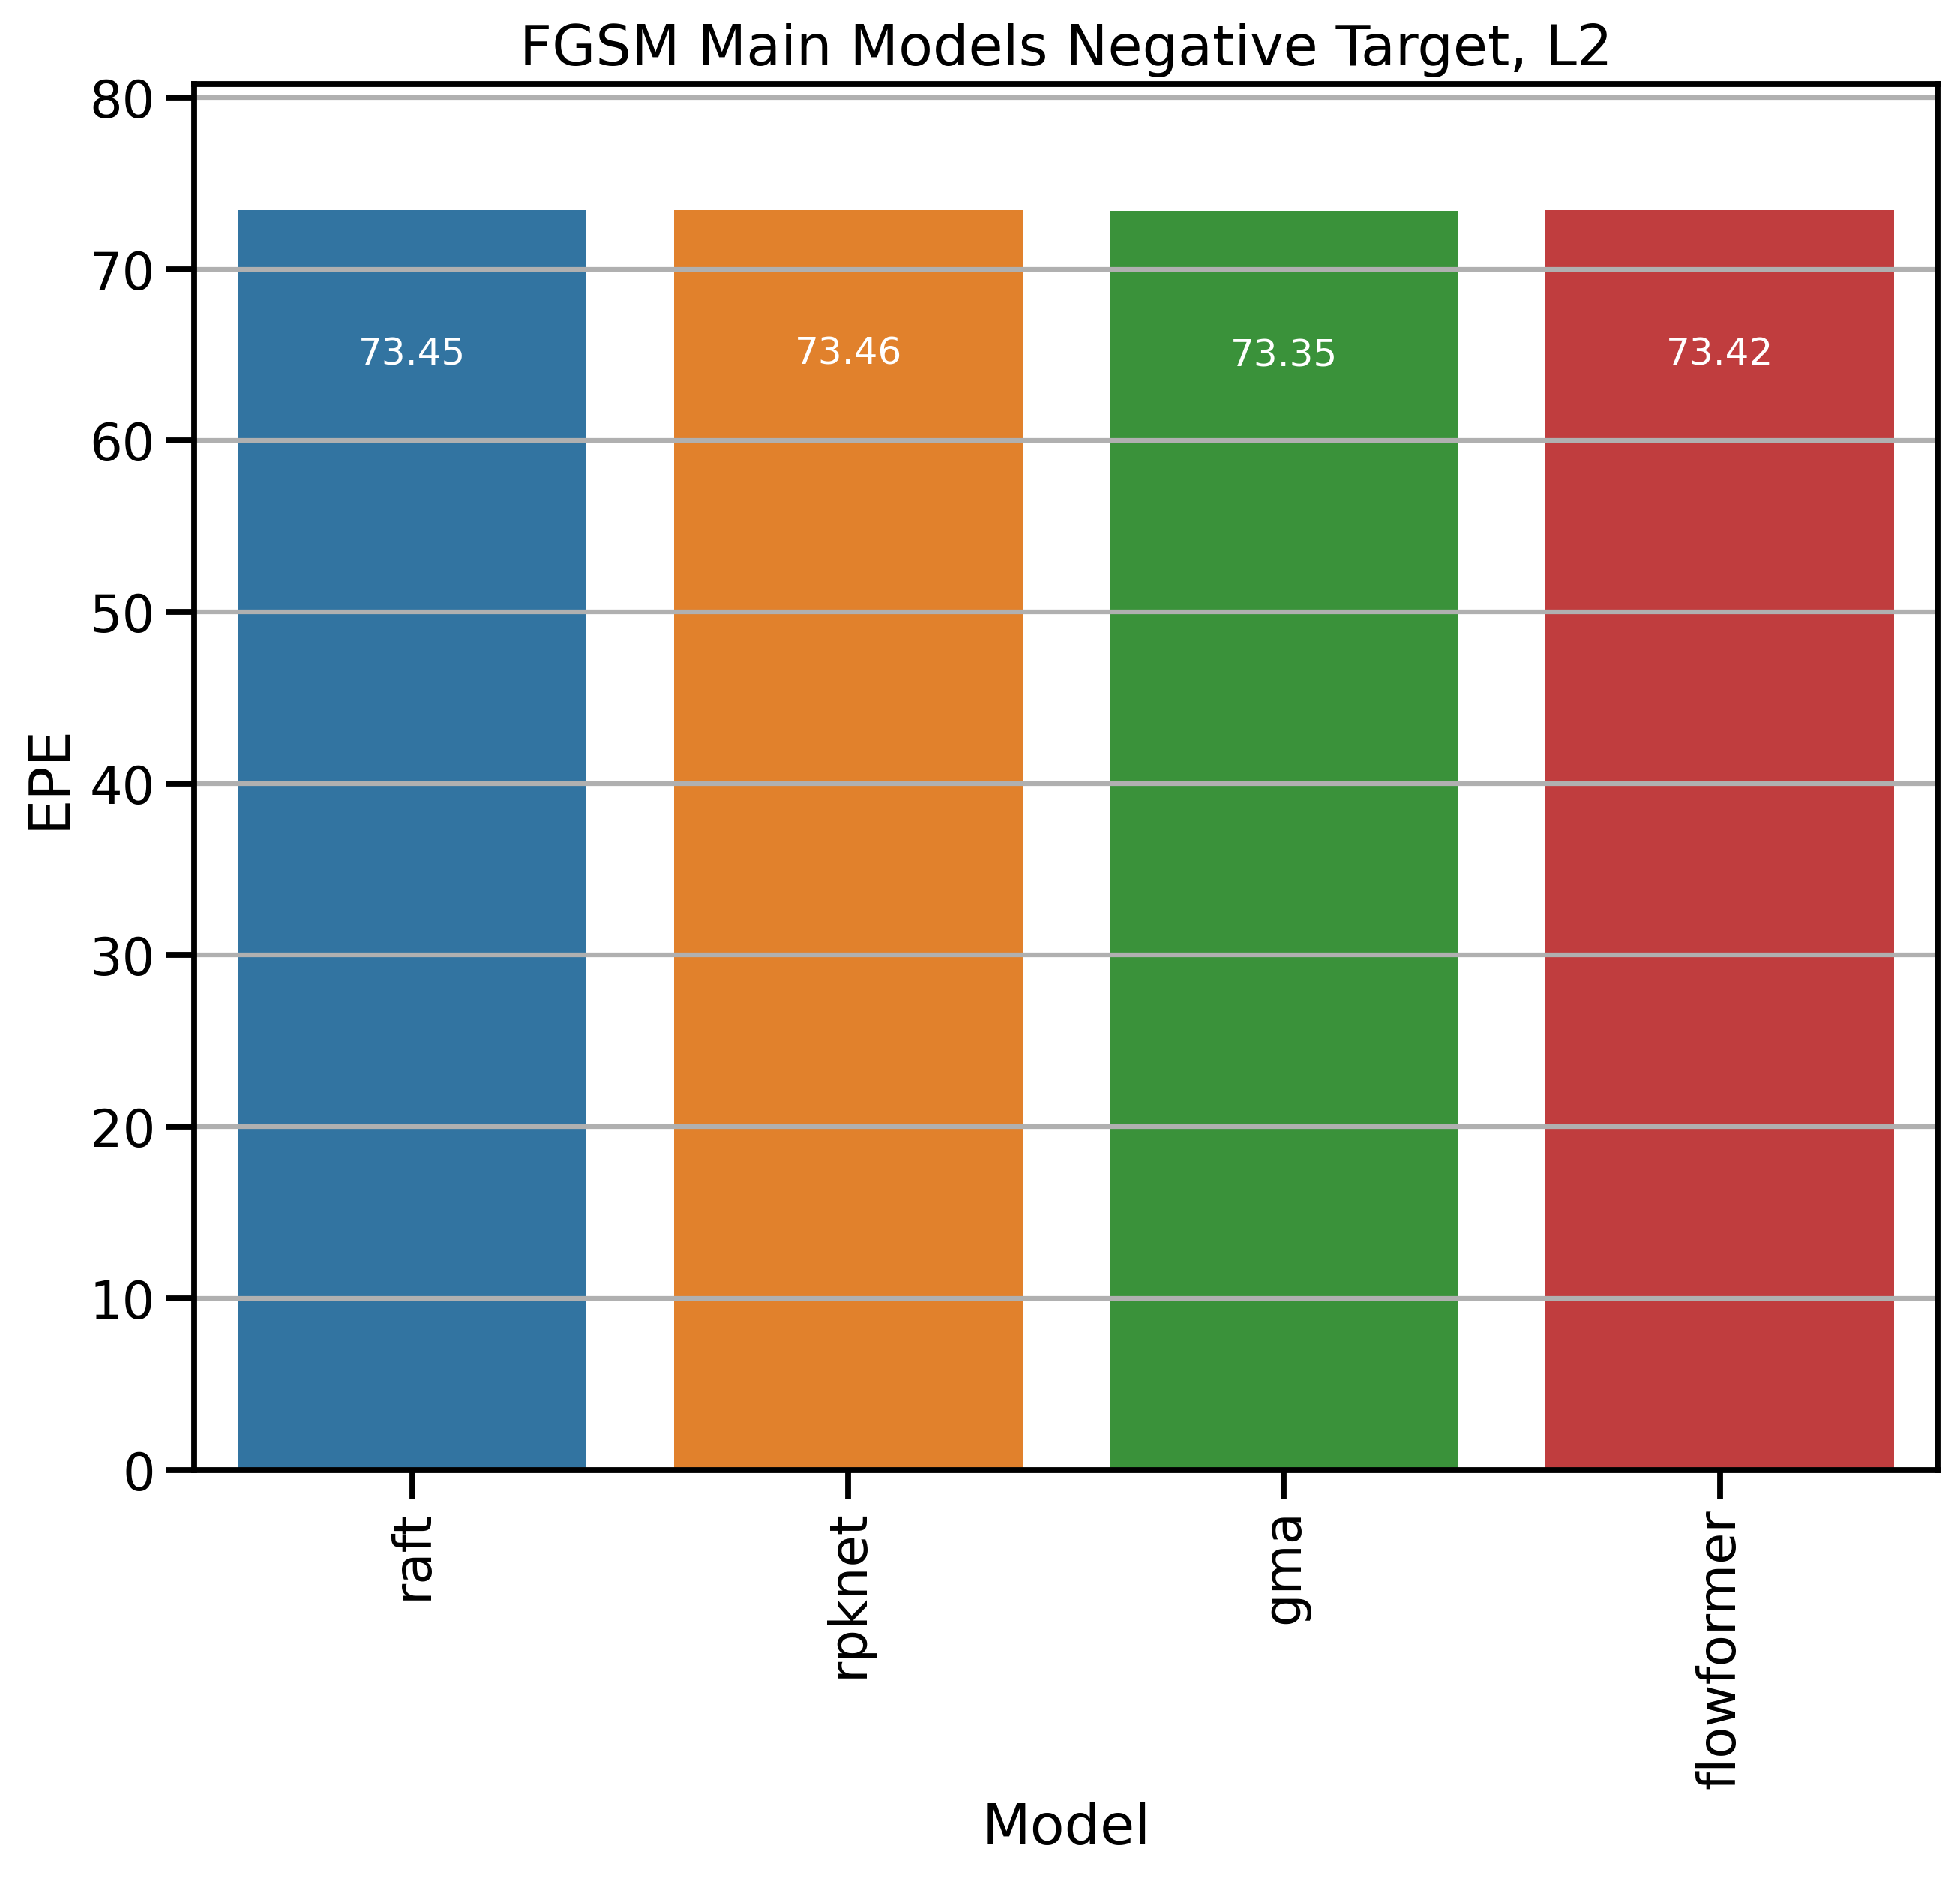 FGSM Main Models Negative Target, L2
80
70
60
50
40
30
20
10
0
EPE
73.45
73.46
73.35
73.42
raft
rpknet
gma
flowformer
Model